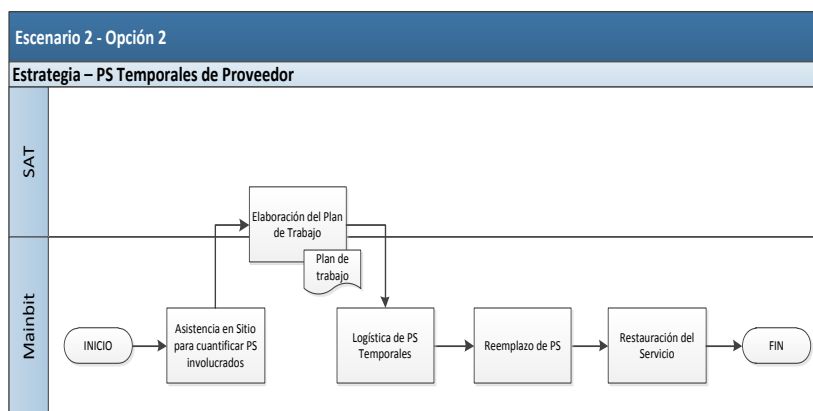 Escenario 2 - Opción 2
Estrategia – PS Temporales de Proveedor
SAT
Elaboración del Plan
de Trabajo
Plan de
trabajo
Mainbit
INICIO
Asistencia en Sitio
para cuantificar PS
involucrados
Logística de PS
Temporales
Reemplazo de PS
Restauración del
Servicio
FIN